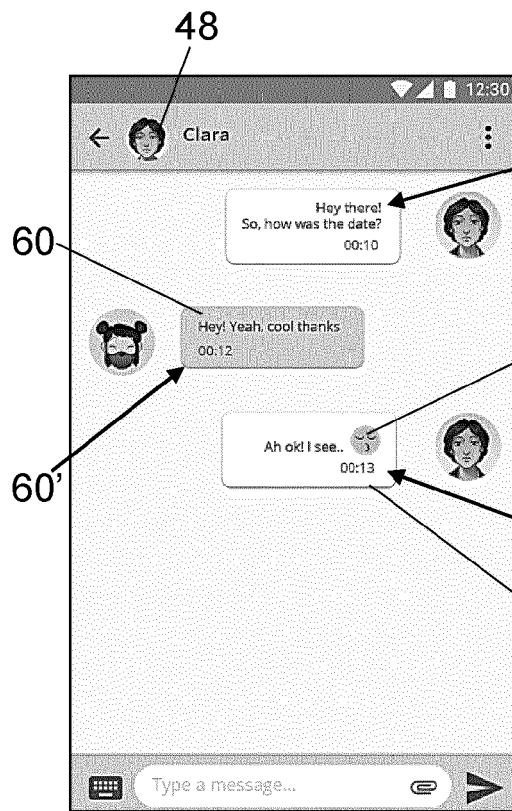 48
12:30
Clara
Hey there!
So, how was the date?
00:10
60
Hey! Yeah, cool thanks
00:12
Ah ok! I see..
00:13
60'
Type a message...